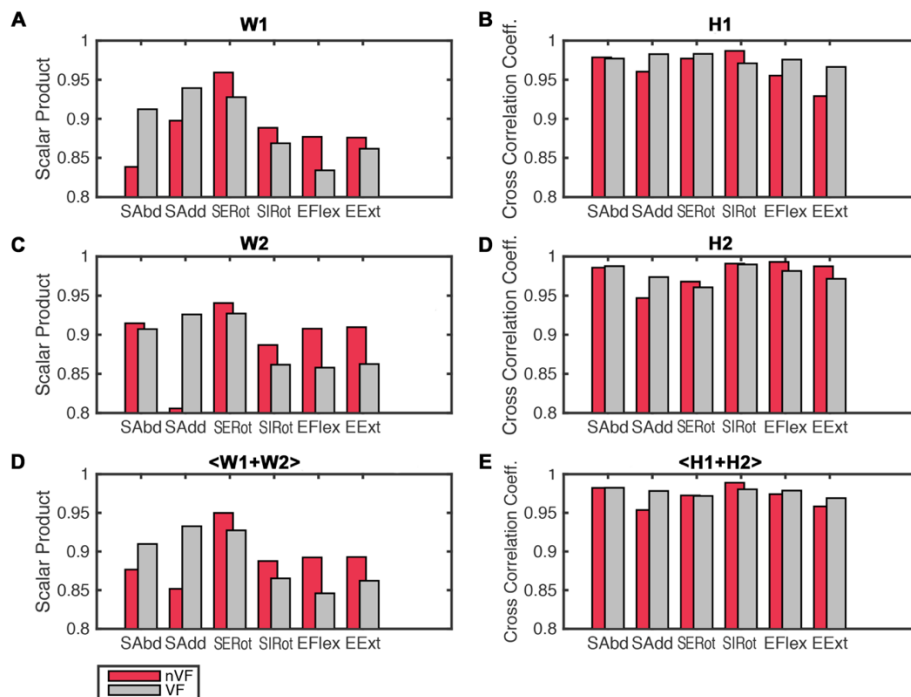 A
W1
Scalar Product
1
0.95
0.9
0.85
0.8
SAbd SAdd SERot SIRot EFlex EExt
B
H1
Cross Correlation Coeff.
1
0.95
0.9
0.85
0.8
SAbd SAdd SERot SIRot EFlex EExt
C
W2
Scalar Product
1
0.95
0.9
0.85
0.8
SAbd SAdd SERot SIRot EFlex EExt
D
H2
Cross Correlation Coeff.
1
0.95
0.9
0.85
0.8
SAbd SAdd SERot SIRot EFlex EExt
D
<W1+W2>
Scalar Product
1
0.95
0.9
0.85
0.8
SAbd SAdd SERot SIRot EFlex EExt
E
<H1+H2>
Cross Correlation Coeff.
1
0.95
0.9
0.85
0.8
SAbd SAdd SERot SIRot EFlex EExt
nVF
VF